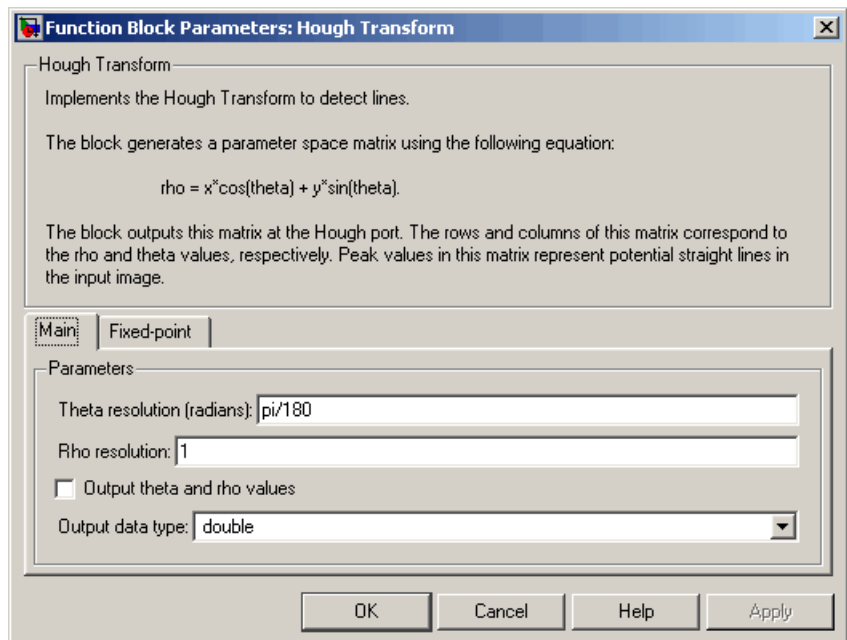 Function Block Parameters: Hough Transform
Hough Transform
Implements the Hough Transform to detect lines.
The block generates a parameter space matrix using the following equation:
rho = x*cos(theta) + y*sin(theta).
The block outputs this matrix at the Hough port. The rows and columns of this matrix correspond to
the rho and theta values, respectively. Peak values in this matrix represent potential straight lines in
the input image.
Main Fixed-point
Parameters
Theta resolution (radians): pi/180
Rho resolution: 1
Output theta and rho values
Output data type: double
OK Cancel Help Apply